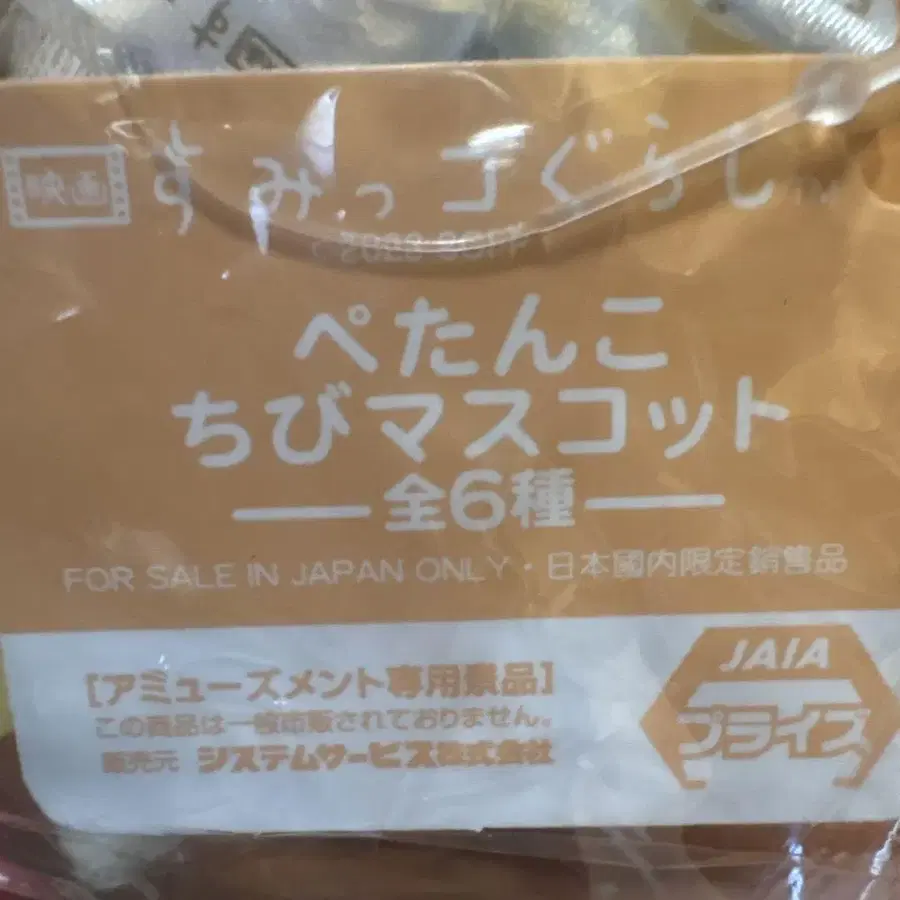 映画 すみっコぐらし
ぺたんこ
ちびマスコット
全6種
FOR SALE IN JAPAN ONLY・日本國内限定銷售品
[アミューズメント専用景品]
この商品は一般市販されておりません。
販売元 システムサービス株式会社
JAIA
プライズ